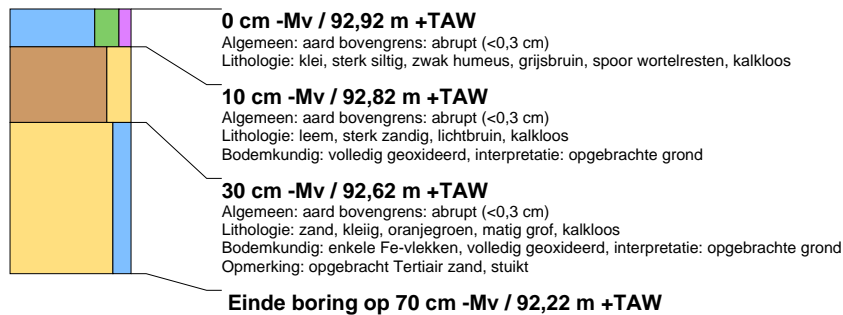 0 cm -Mv / 92,92 m +TAW
Algemeen: aard bovengrens: abrupt (<0,3 cm)
Lithologie: klei, sterk siltig, zwak humeus, grijsbruin, spoor wortelresten, kalkloos
10 cm -Mv / 92,82 m +TAW
Algemeen: aard bovengrens: abrupt (<0,3 cm)
Lithologie: leem, sterk zandig, lichtbruin, kalkloos
Bodemkundig: volledig geoxideerd, interpretatie: opgebrachte grond
30 cm -Mv / 92,62 m +TAW
Algemeen: aard bovengrens: abrupt (<0,3 cm)
Lithologie: zand, kleiig, oranjegroen, matig grof, kalkloos
Bodemkundig: enkele Fe-vlekken, volledig geoxideerd, interpretatie: opgebrachte grond
Opmerking: opgebracht Tertiair zand, stuikt
Einde boring op 70 cm -Mv / 92,22 m +TAW